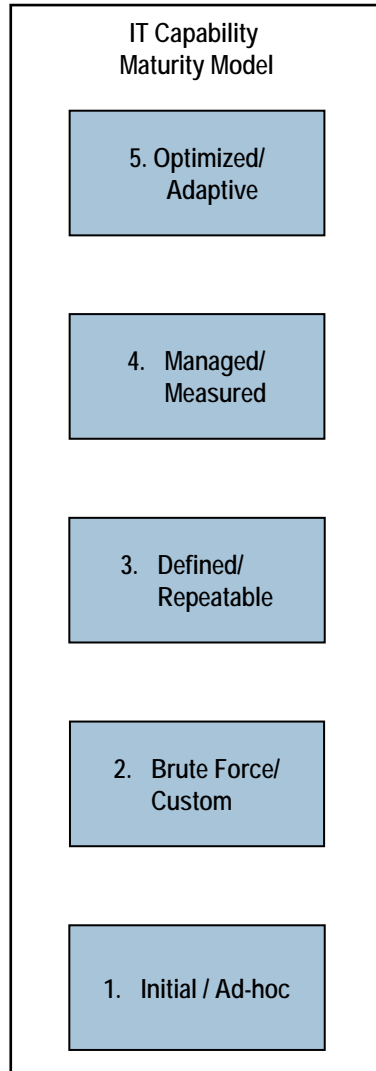 IT Capability
Maturity Model
5. Optimized/
Adaptive
4. Managed/
Measured
3. Defined/
Repeatable
2. Brute Force/
Custom
1. Initial / Ad-hoc